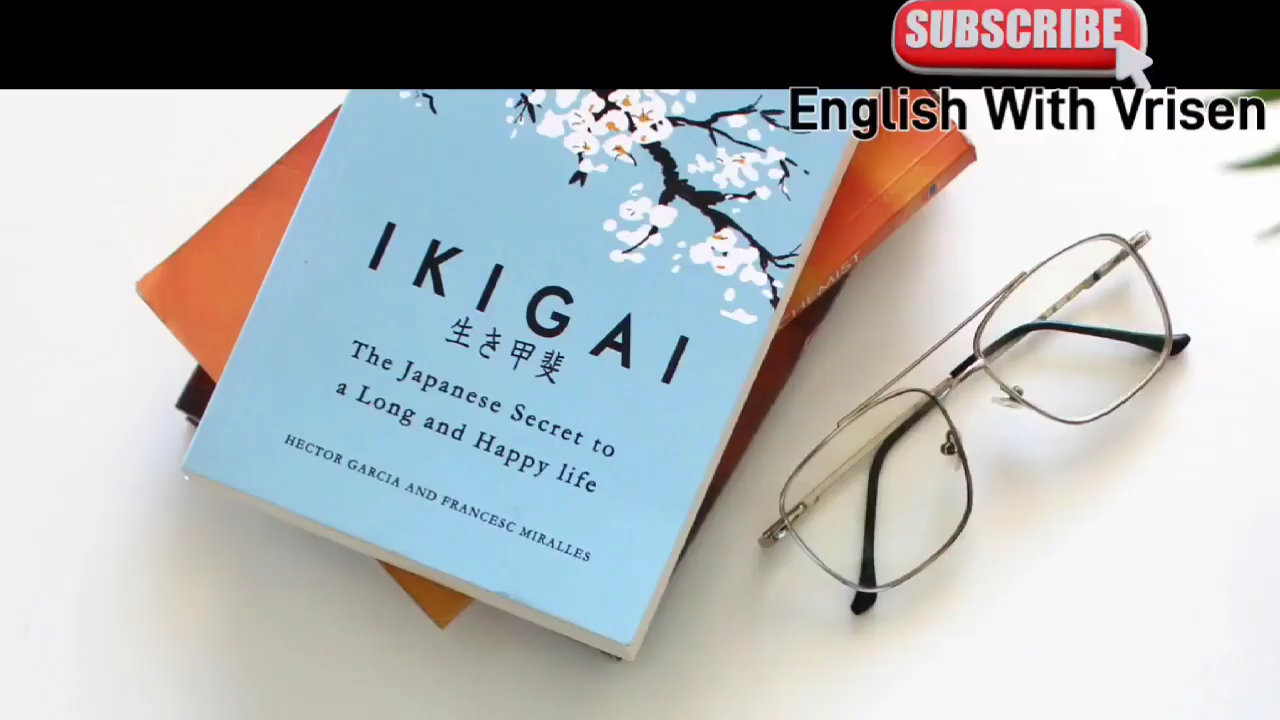 SUBSCRIBE
English With Vrisen
IKIGAI
生き甲斐
The Japanese Secret to
a Long and Happy life
HECTOR GARCIA AND FRANCESC MIRALLES